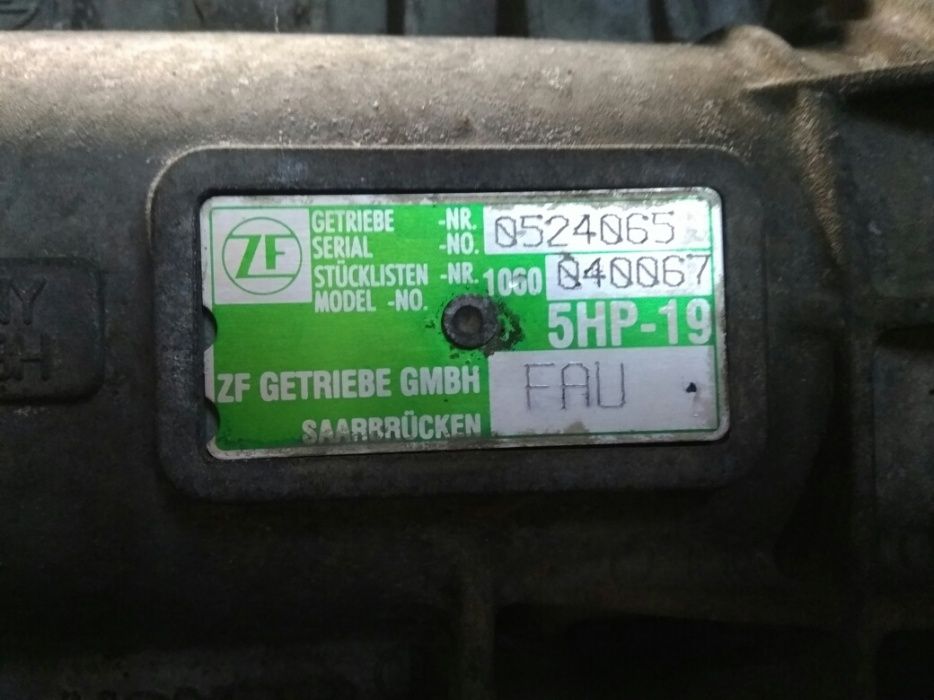 ZF
GETRIEBE -NR. 0524065
SERIAL -NO.
STÜCKLISTEN -NR. 1060 040067
MODEL -NO.
5HP-19
ZF GETRIEBE GMBH FAU
SAARBRÜCKEN